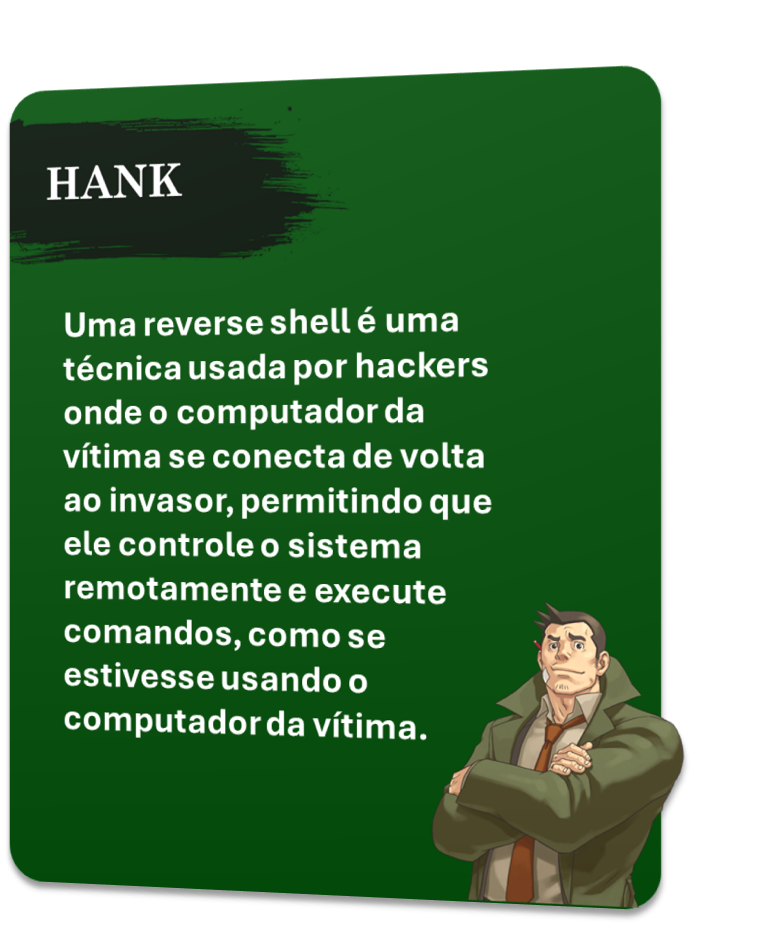 HANK
Uma reverse shell é uma
técnica usada por hackers
onde o computador da
vítima se conecta de volta
ao invasor, permitindo que
ele controle o sistema
remotamente e execute
comandos, como se
estivesse usando o
computador da vítima.